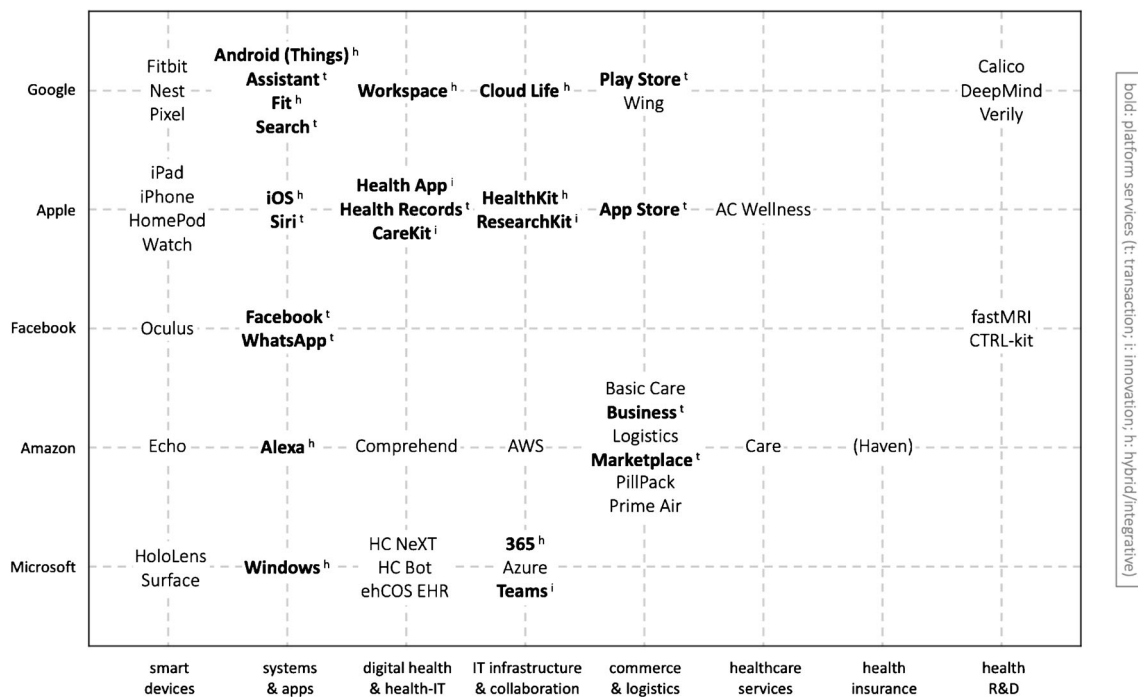 Google
Fitbit
Nest
Pixel
Android (Things) h
Assistant t
Fit h
Search t
Workspace h
Cloud Life h
Play Store t
Wing
Calico
DeepMind
Verily
Apple
iPad
iPhone
HomePod
Watch
iOS h
Siri t
Health App i
Health Records t
CareKit i
HealthKit h
ResearchKit i
App Store t
AC Wellness
Facebook
Oculus
Facebook t
WhatsApp t
fastMRI
CTRL-kit
Amazon
Echo
Alexa h
Comprehend
AWS
Basic Care
Business t
Logistics
Marketplace t
PillPack
Prime Air
Care
(Haven)
Microsoft
HoloLens
Surface
Windows h
HC NeXT
HC Bot
ehCOS EHR
365 h
Azure
Teams i
smart
devices
systems
& apps
digital health
& health-IT
IT infrastructure
& collaboration
commerce
& logistics
healthcare
services
health
insurance
health
R&D
bold: platform services (t: transaction; i: innovation; h: hybrid/integrative)